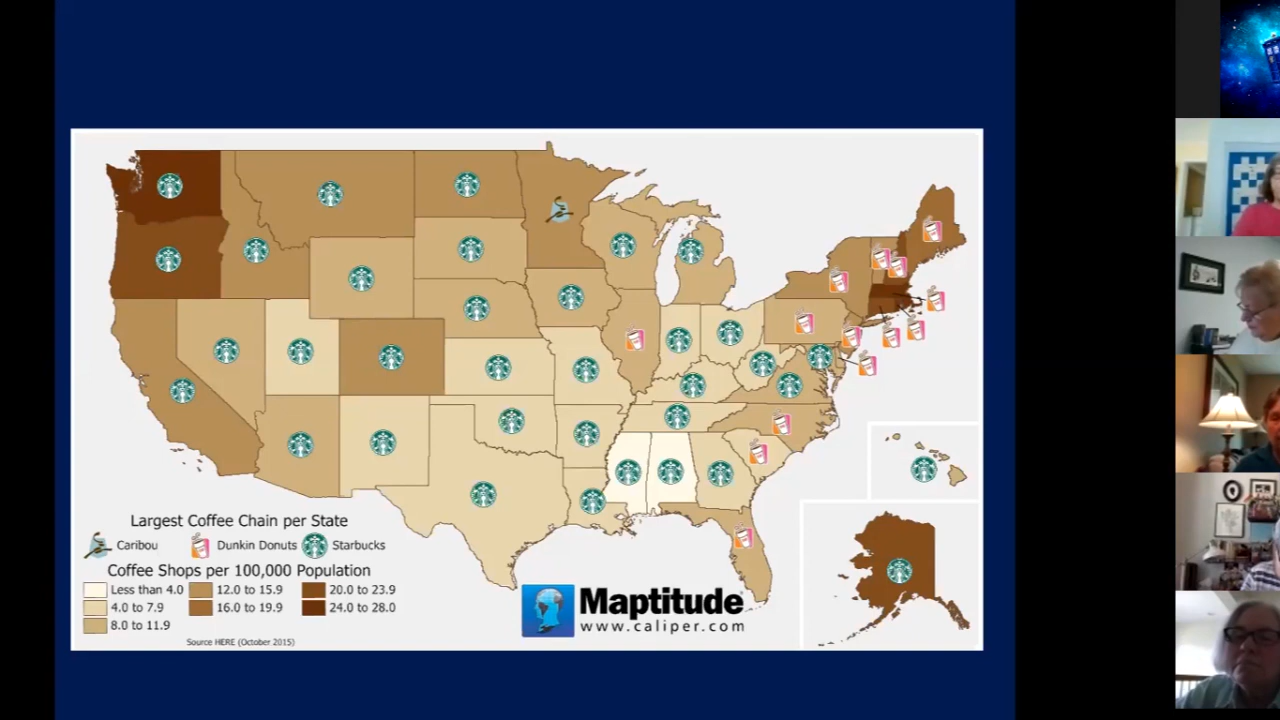 Largest Coffee Chain per State
Caribou Dunkin Donuts Starbucks
Coffee Shops per 100,000 Population
Less than 4.0 12.0 to 15.9 20.0 to 23.9
4.0 to 7.9 16.0 to 19.9 24.0 to 28.0
8.0 to 11.9
Source HERE (October 2015)
Maptitude
www.caliper.com